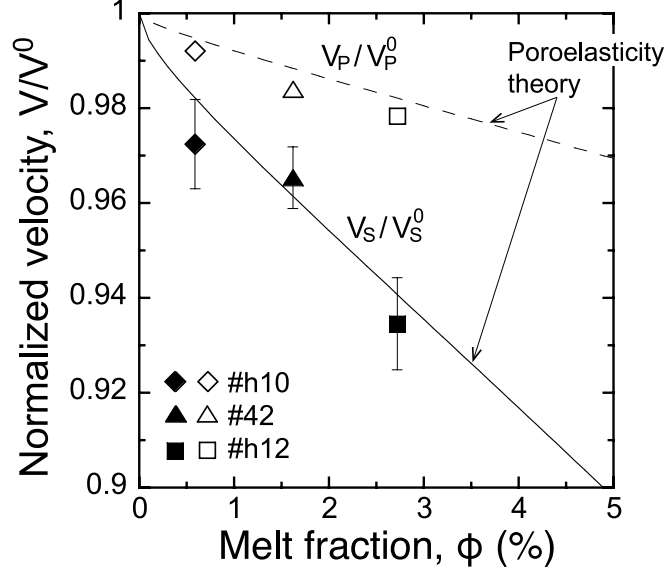 Normalized velocity, V/V⁰
1
0.98
0.96
0.94
0.92
0.9
V_P/V_P⁰
Poroelasticity
theory
V_S/V_S⁰
#h10
#42
#h12
0 1 2 3 4 5
Melt fraction, ϕ (%)